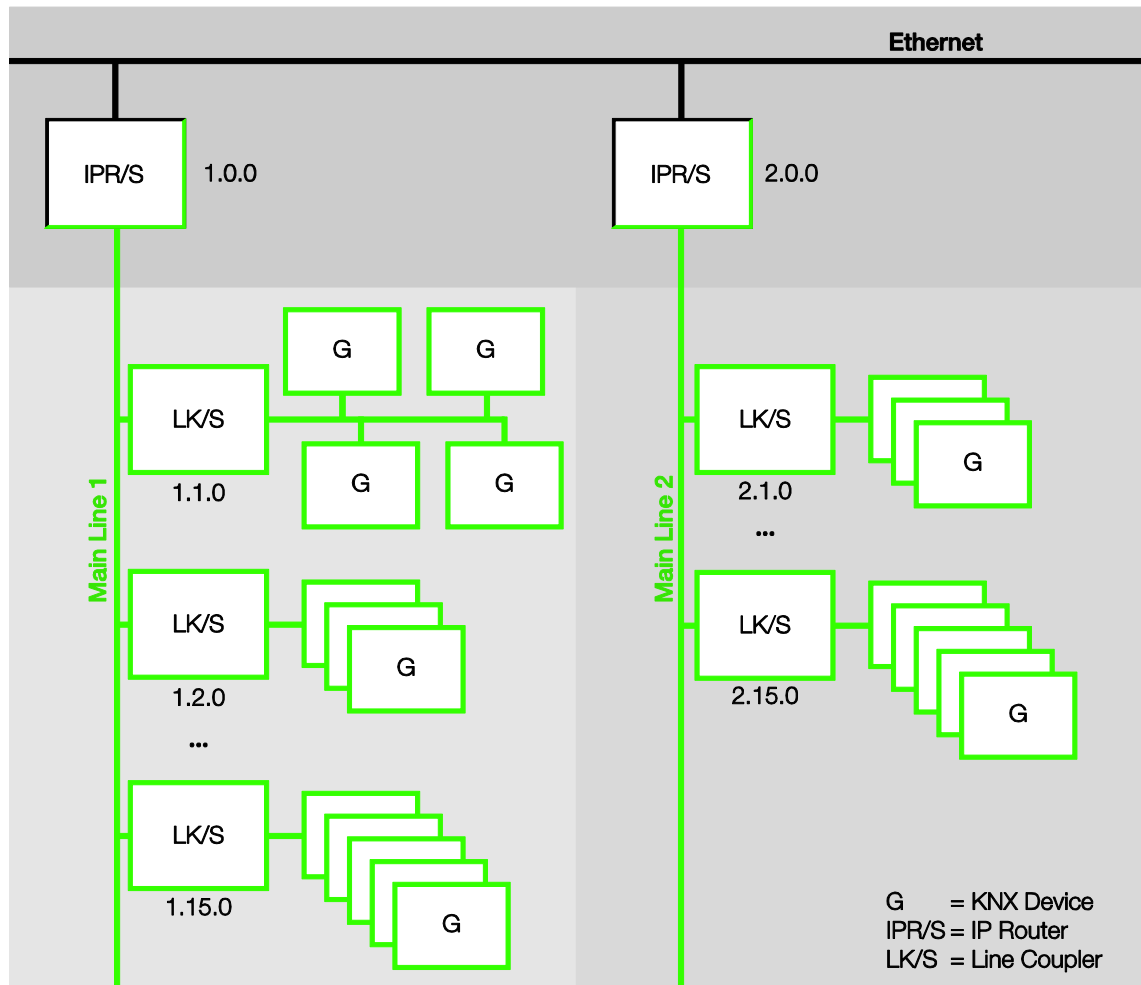 Ethernet
IPR/S
1.0.0
IPR/S
2.0.0
Main Line 1
LK/S
1.1.0
G
G
G
G
LK/S
1.2.0
G
...
LK/S
1.15.0
G
Main Line 2
LK/S
2.1.0
G
...
LK/S
2.15.0
G
G = KNX Device
IPR/S = IP Router
LK/S = Line Coupler